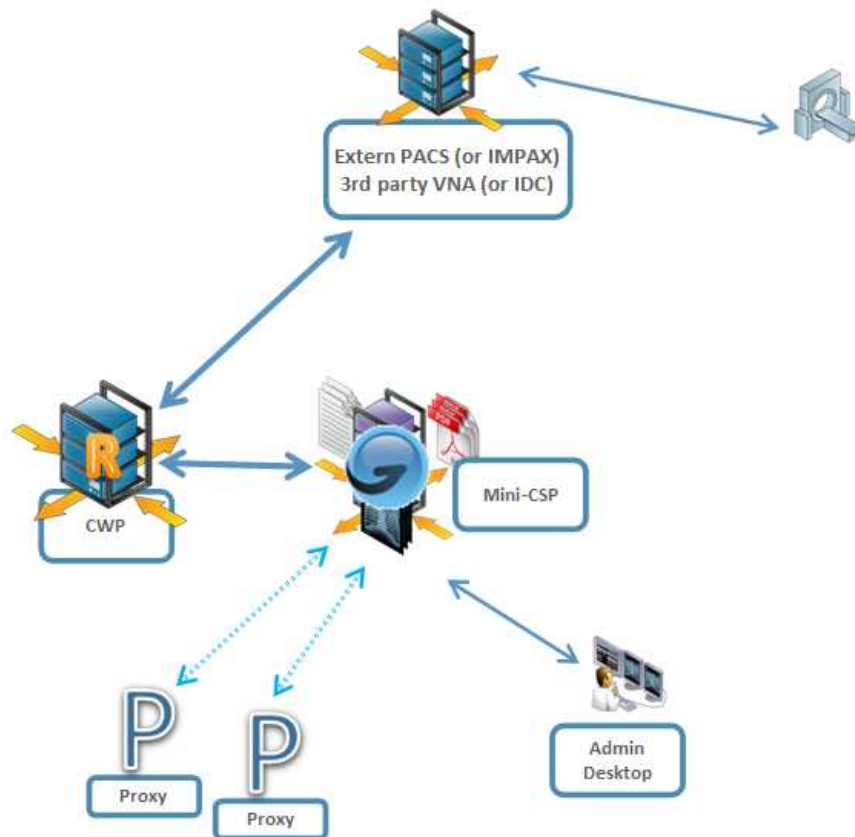 Extern PACS (or IMPAX)
3rd party VNA (or IDC)
R
CWP
Mini-CSP
P
Proxy
P
Proxy
Admin
Desktop